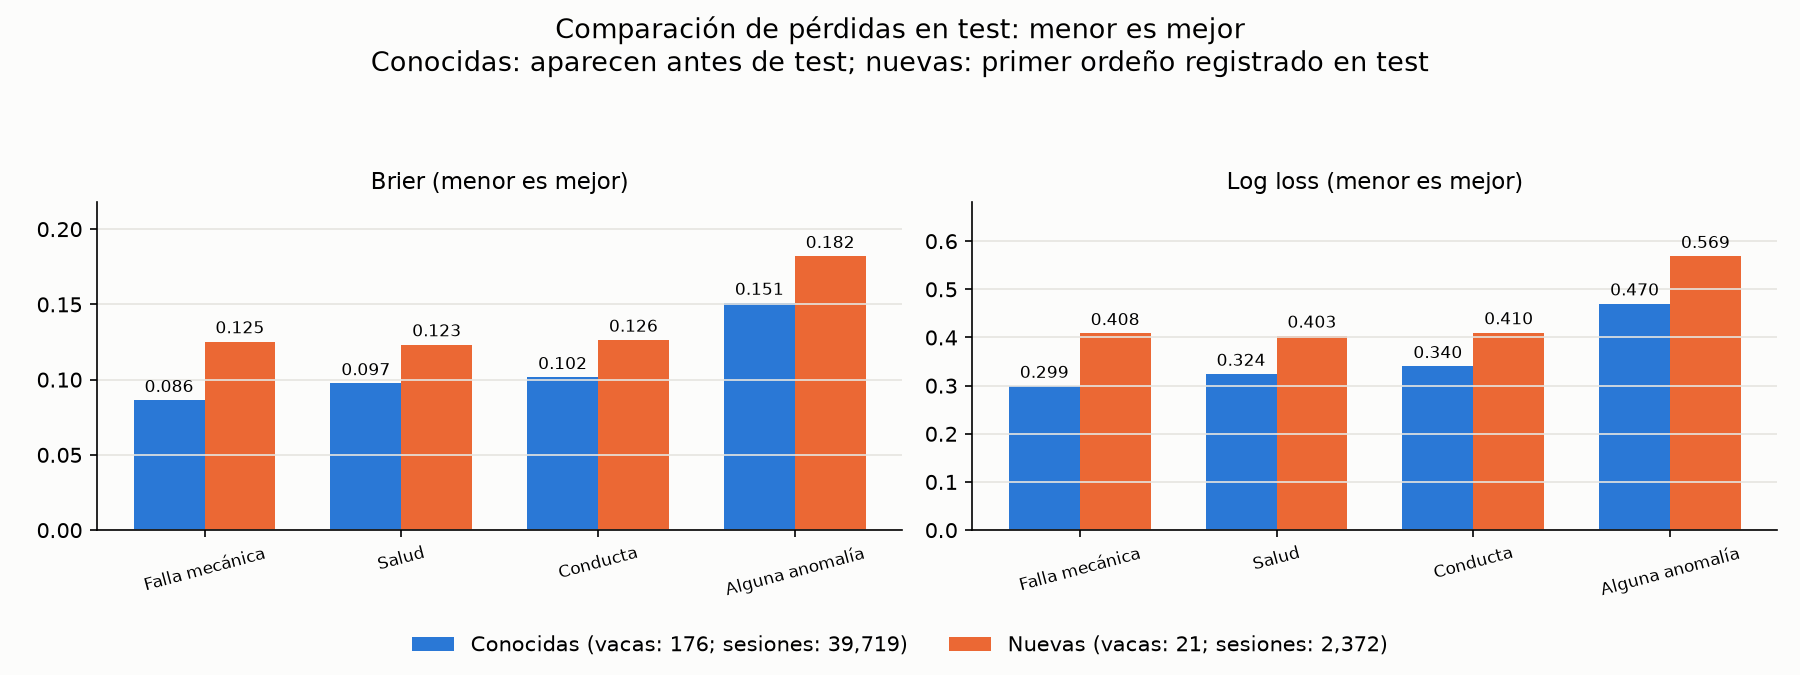 Comparación de pérdidas en test: menor es mejor
Conocidas: aparecen antes de test; nuevas: primer ordeño registrado en test
Brier (menor es mejor)
0.20
0.15
0.10
0.05
0.00
0.086
0.125
0.097
0.123
0.102
0.126
0.151
0.182
Falla mecánica
Salud
Conducta
Alguna anomalía
Log loss (menor es mejor)
0.6
0.5
0.4
0.3
0.2
0.1
0.0
0.299
0.408
0.324
0.403
0.340
0.410
0.470
0.569
Falla mecánica
Salud
Conducta
Alguna anomalía
Conocidas (vacas: 176; sesiones: 39,719)
Nuevas (vacas: 21; sesiones: 2,372)